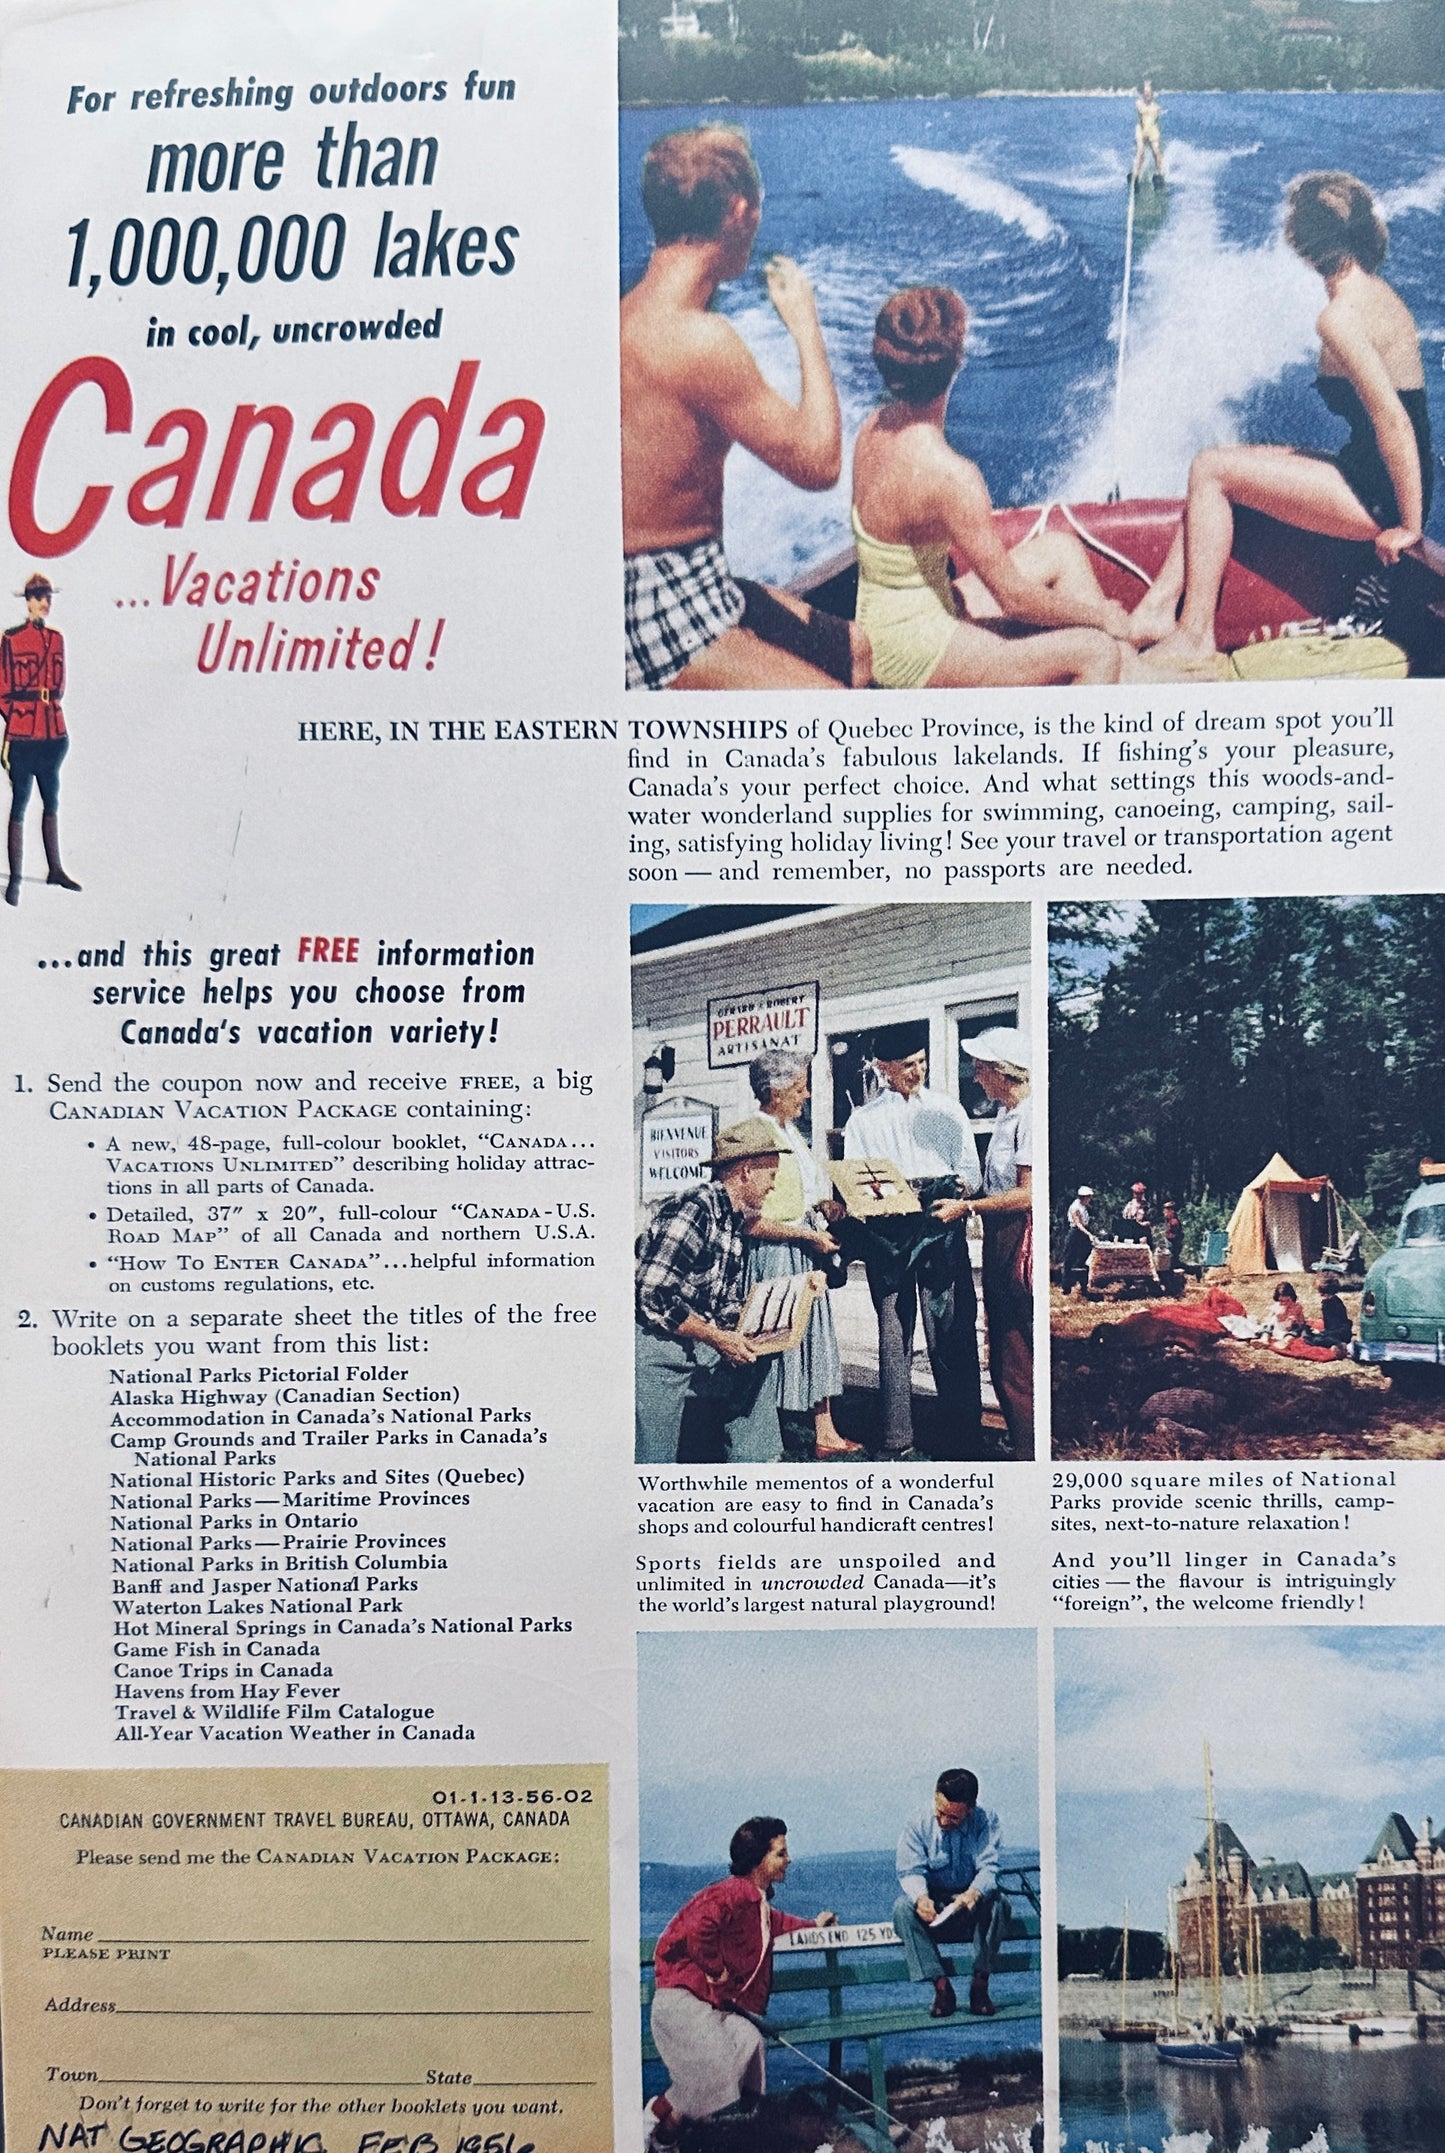 For refreshing outdoors fun
more than
1,000,000 lakes
in cool, uncrowded
Canada
...Vacations
Unlimited!
HERE, IN THE EASTERN TOWNSHIPS of Quebec Province, is the kind of dream spot you'll
find in Canada's fabulous lakelands. If fishing's your pleasure,
Canada's your perfect choice. And what settings this woods-and-
water wonderland supplies for swimming, canoeing, camping, sail-
ing, satisfying holiday living! See your travel or transportation agent
soon — and remember, no passports are needed.
...and this great FREE information
service helps you choose from
Canada's vacation variety!
1. Send the coupon now and receive FREE, a big
CANADIAN VACATION PACKAGE containing:
• A new, 48-page, full-colour booklet, "CANADA...
VACATIONS UNLIMITED" describing holiday attrac-
tions in all parts of Canada.
• Detailed, 37" x 20", full-colour "CANADA-U.S.
ROAD MAP" of all Canada and northern U.S.A.
• "HOW TO ENTER CANADA"...helpful information
on customs regulations, etc.
2. Write on a separate sheet the titles of the free
booklets you want from this list:
National Parks Pictorial Folder
Alaska Highway (Canadian Section)
Accommodation in Canada's National Parks
Camp Grounds and Trailer Parks in Canada's
National Parks
National Historic Parks and Sites (Quebec)
National Parks—Maritime Provinces
National Parks in Ontario
National Parks—Prairie Provinces
National Parks in British Columbia
Banff and Jasper National Parks
Waterton Lakes National Park
Hot Mineral Springs in Canada's National Parks
Game Fish in Canada
Canoe Trips in Canada
Havens from Hay Fever
Travel & Wildlife Film Catalogue
All-Year Vacation Weather in Canada
01-1-13-56-02
CANADIAN GOVERNMENT TRAVEL BUREAU, OTTAWA, CANADA
Please send me the CANADIAN VACATION PACKAGE:
Name
PLEASE PRINT
Address
Town State
Don't forget to write for the other booklets you want.
NAT GEOGRAPHIC FEB 1956
GÉRARD & ROBERT
PERRAULT
ARTISANAT
BIENVENUE
VISITORS
WELCOME
Worthwhile mementos of a wonderful
vacation are easy to find in Canada's
shops and colourful handicraft centres!
29,000 square miles of National
Parks provide scenic thrills, camp-
sites, next-to-nature relaxation!
Sports fields are unspoiled and
unlimited in uncrowded Canada—it's
the world's largest natural playground!
And you'll linger in Canada's
cities — the flavour is intriguingly
"foreign", the welcome friendly!
LANDS END 125 YDS